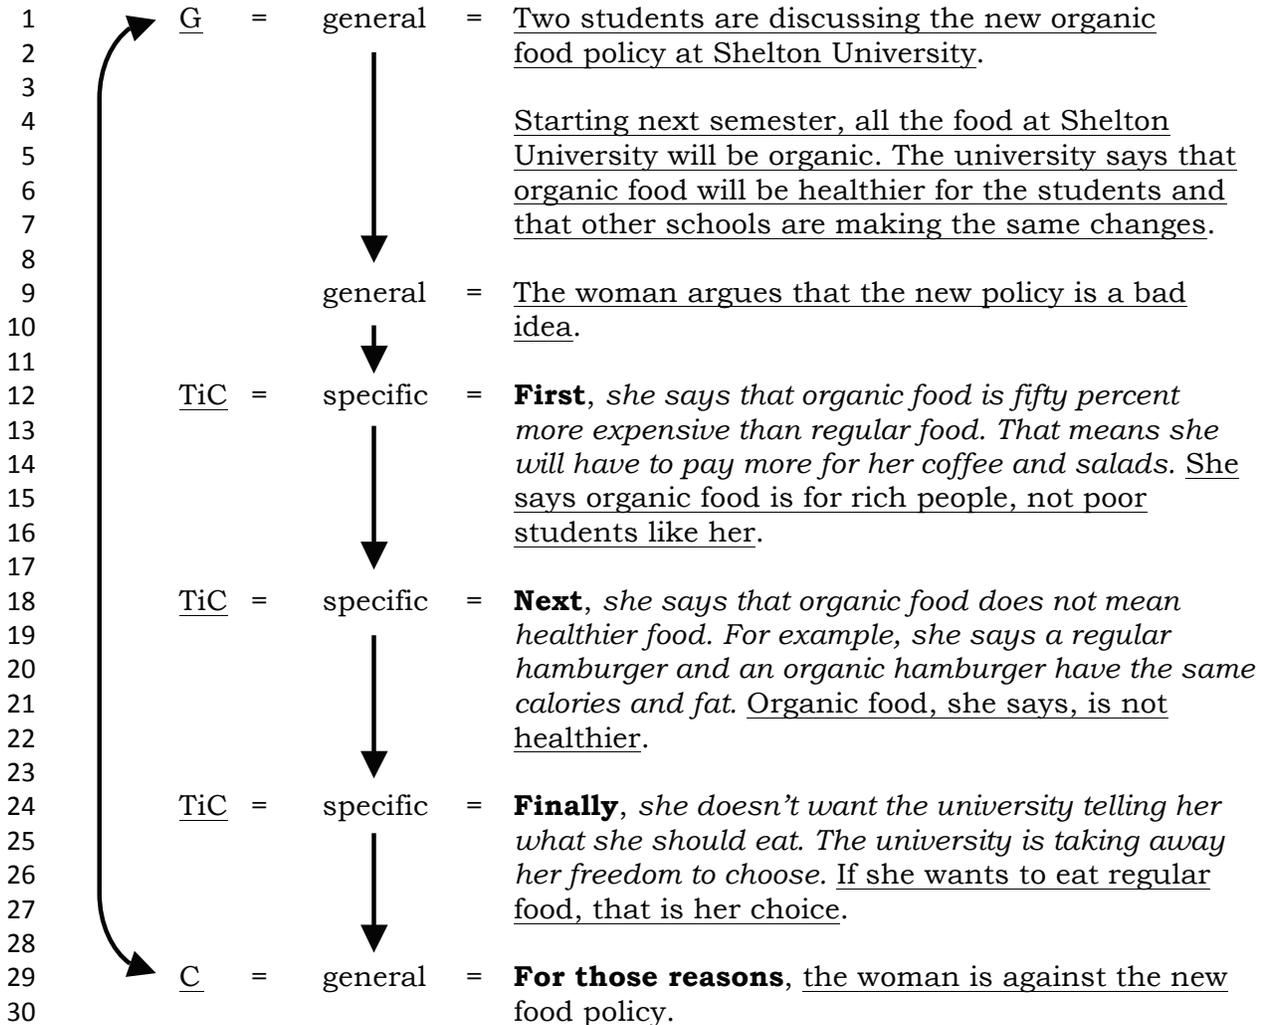 1 G = general = Two students are discussing the new organic
2 food policy at Shelton University.
3
4 Starting next semester, all the food at Shelton
5 University will be organic. The university says that
6 organic food will be healthier for the students and
7 that other schools are making the same changes.
8
9 general = The woman argues that the new policy is a bad
10 idea.
11
12 TiC = specific = First, she says that organic food is fifty percent
13 more expensive than regular food. That means she
14 will have to pay more for her coffee and salads. She
15 says organic food is for rich people, not poor
16 students like her.
17
18 TiC = specific = Next, she says that organic food does not mean
19 healthier food. For example, she says a regular
20 hamburger and an organic hamburger have the same
21 calories and fat. Organic food, she says, is not
22 healthier.
23
24 TiC = specific = Finally, she doesn't want the university telling her
25 what she should eat. The university is taking away
26 her freedom to choose. If she wants to eat regular
27 food, that is her choice.
28
29 C = general = For those reasons, the woman is against the new
30 food policy.